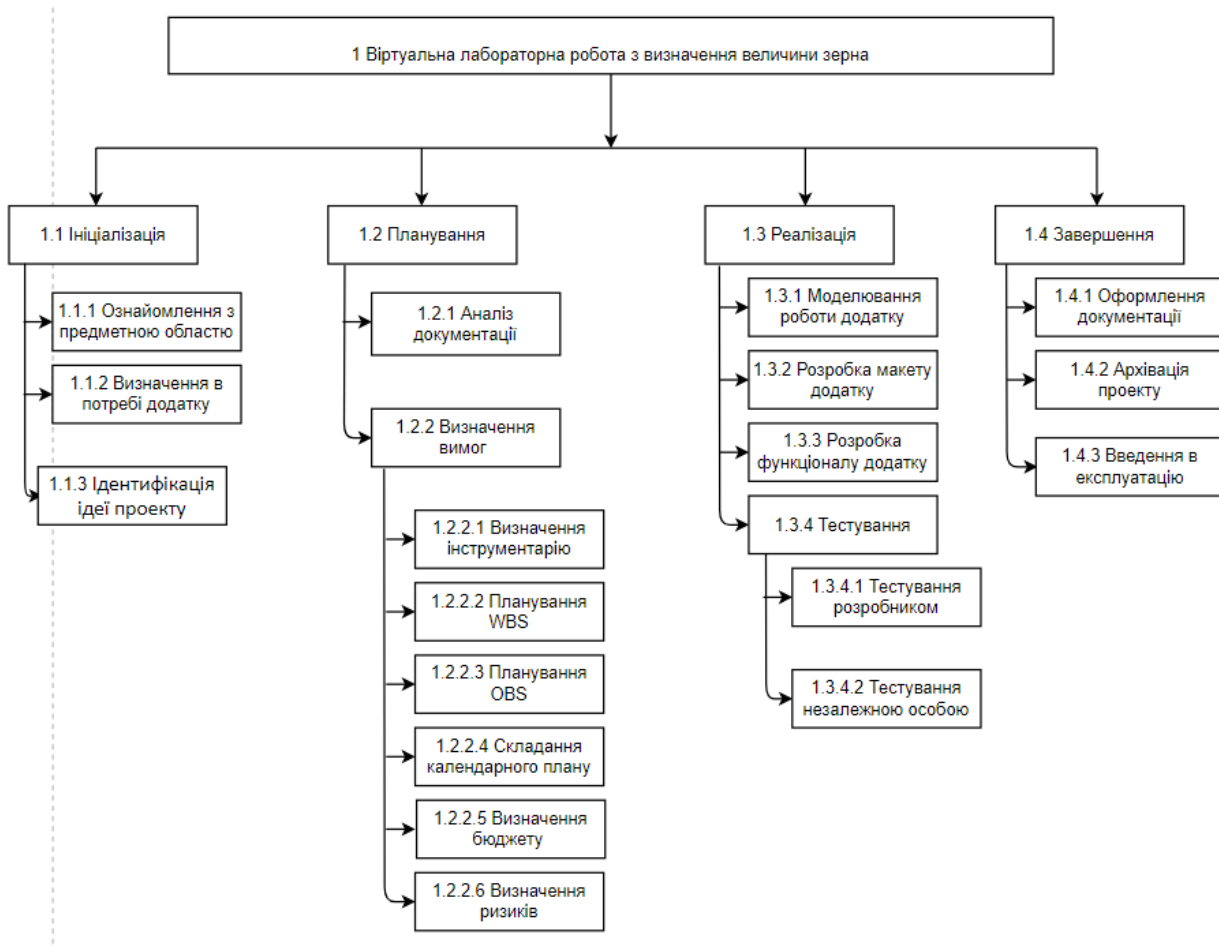 1 Віртуальна лабораторна робота з визначення величини зерна
1.1 Ініціалізація
1.1.1 Ознайомлення з
предметною областю
1.1.2 Визначення в
потребі додатку
1.1.3 Ідентифікація
ідеї проекту
1.2 Планування
1.2.1 Аналіз
документації
1.2.2 Визначення
вимог
1.2.2.1 Визначення
інструментарію
1.2.2.2 Планування
WBS
1.2.2.3 Планування
OBS
1.2.2.4 Складання
календарного плану
1.2.2.5 Визначення
бюджету
1.2.2.6 Визначення
ризиків
1.3 Реалізація
1.3.1 Моделювання
роботи додатку
1.3.2 Розробка макету
додатку
1.3.3 Розробка
функціоналу додатку
1.3.4 Тестування
1.3.4.1 Тестування
розробником
1.3.4.2 Тестування
незалежною особою
1.4 Завершення
1.4.1 Оформлення
документації
1.4.2 Архівація
проекту
1.4.3 Введення в
експлуатацію